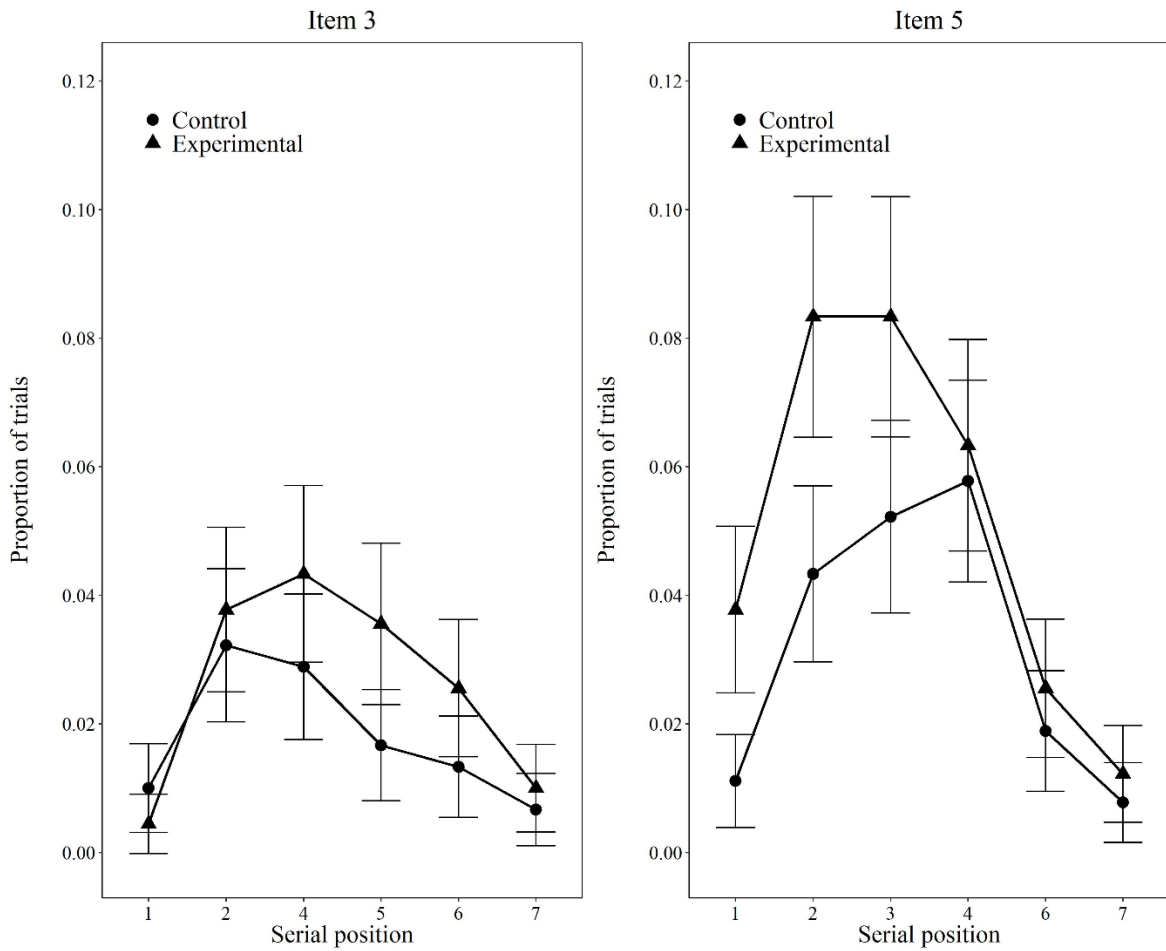 Item 3
Control
Experimental
0.12
0.10
0.08
0.06
0.04
0.02
0.00
Proportion of trials
1 2 4 5 6 7
Serial position
Item 5
Control
Experimental
0.12
0.10
0.08
0.06
0.04
0.02
0.00
Proportion of trials
1 2 3 4 6 7
Serial position